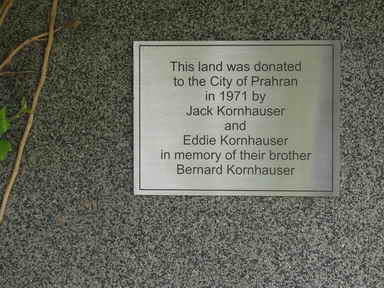 This land was donated
to the City of Prahran
in 1971 by
Jack Kornhauser
and
Eddie Kornhauser
in memory of their brother
Bernard Kornhauser